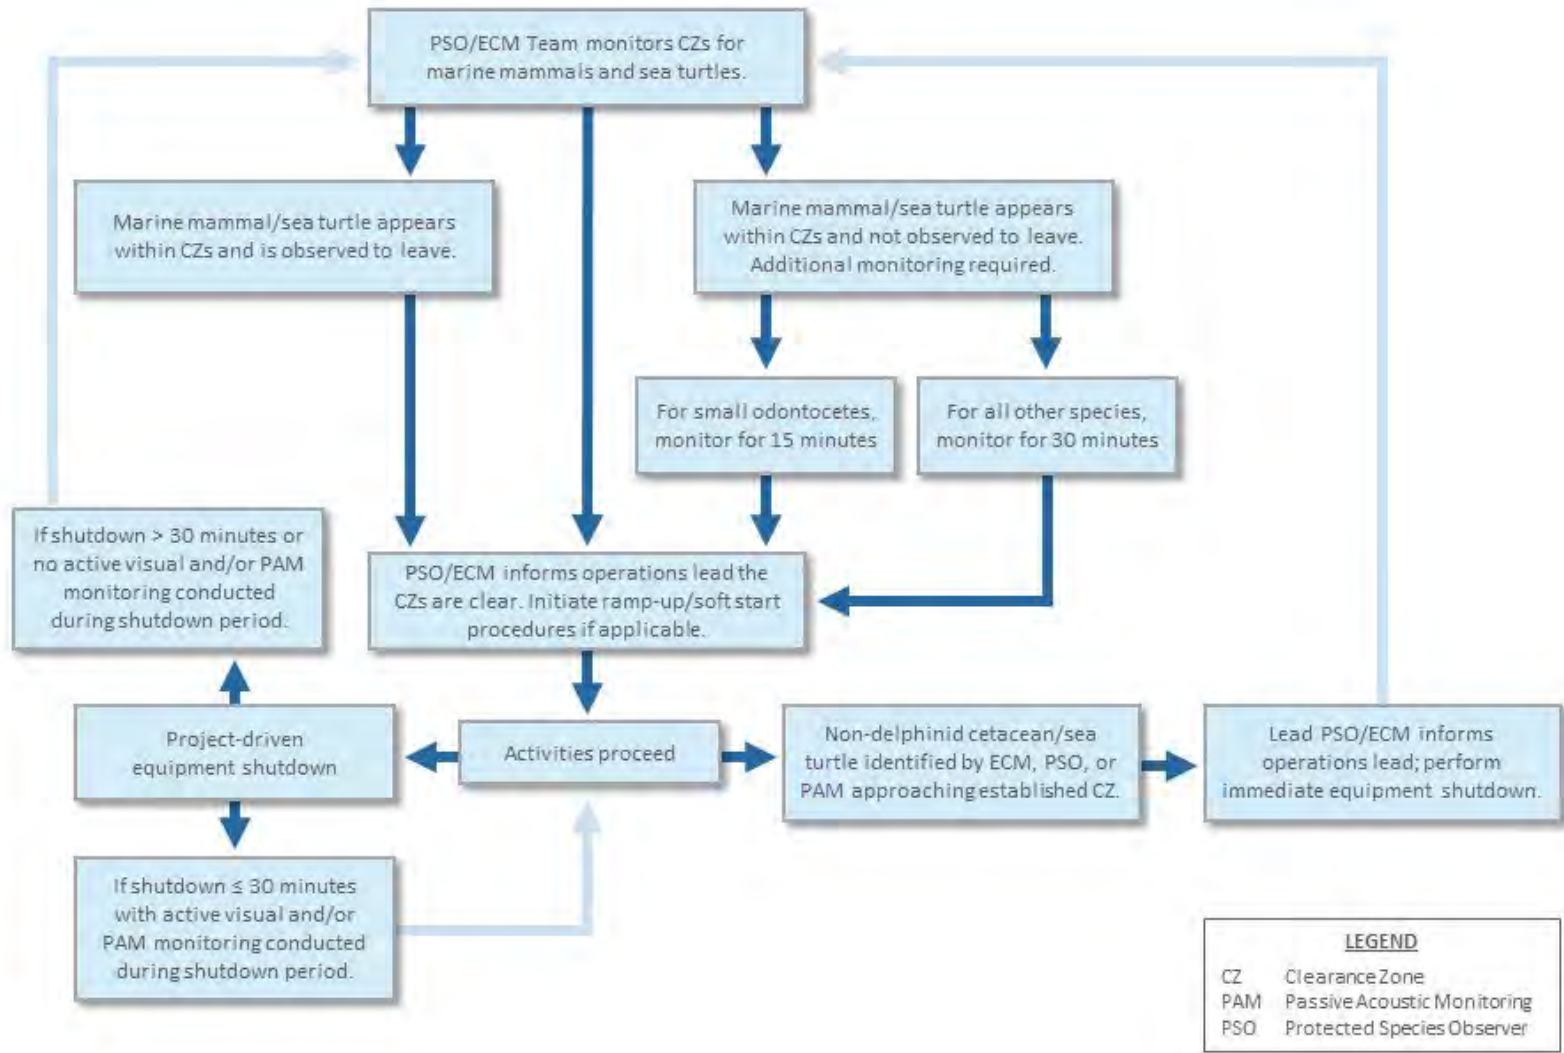 PSO/ECM Team monitors CZs for
marine mammals and sea turtles.
Marine mammal/sea turtle appears
within CZs and is observed to leave.
Marine mammal/sea turtle appears
within CZs and not observed to leave.
Additional monitoring required.
For small odontocetes,
monitor for 15 minutes
For all other species,
monitor for 30 minutes
If shutdown > 30 minutes or
no active visual and/or PAM
monitoring conducted
during shutdown period.
PSO/ECM informs operations lead the
CZs are clear. Initiate ramp-up/soft start
procedures if applicable.
Project-driven
equipment shutdown
Activities proceed
Non-delphinid cetacean/sea
turtle identified by ECM, PSO, or
PAM approaching established CZ.
Lead PSO/ECM informs
operations lead; perform
immediate equipment shutdown.
If shutdown ≤ 30 minutes
with active visual and/or
PAM monitoring conducted
during shutdown period.
LEGEND
CZ Clearance Zone
PAM Passive Acoustic Monitoring
PSO Protected Species Observer